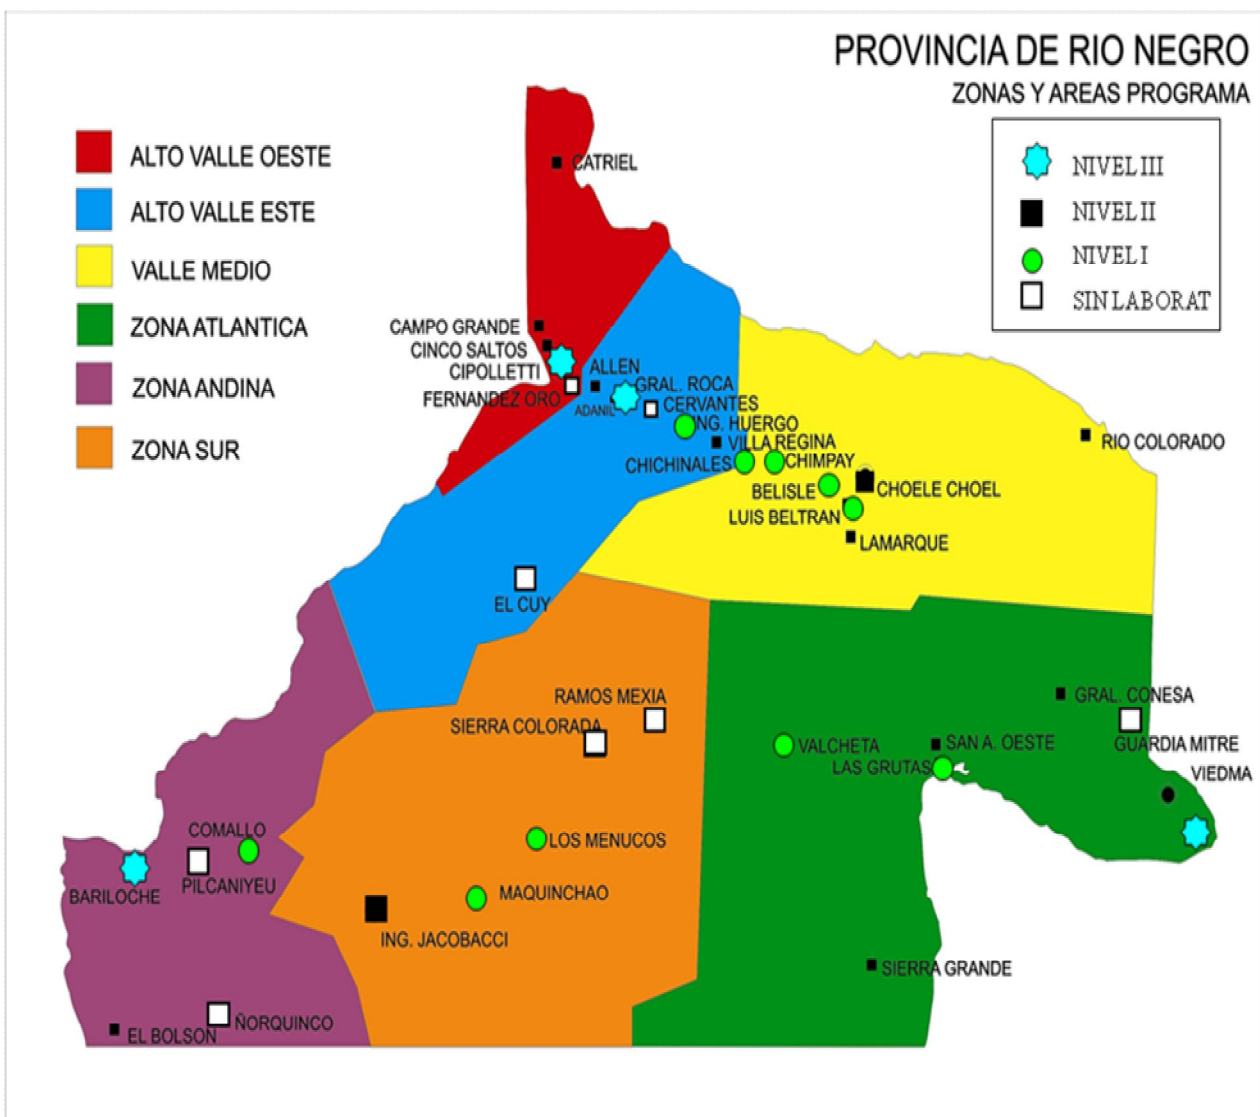 PROVINCIA DE RIO NEGRO
ZONAS Y AREAS PROGRAMA
NIVEL III
NIVEL II
NIVEL I
SIN LABORAT
ALTO VALLE OESTE
ALTO VALLE ESTE
VALLE MEDIO
ZONA ATLANTICA
ZONA ANDINA
ZONA SUR
CATRIEL
CAMPO GRANDE
CINCO SALTOS
CIPOLLETTI
FERNANDEZ ORO
ALLEN
ADANIL
GRAL. ROCA
CERVANTES
ING. HUERGO
VILLA REGINA
CHICHINALES
CHIMPAY
BELISLE
CHOELE CHOEL
LUIS BELTRAN
LAMARQUE
RIO COLORADO
EL CUY
RAMOS MEXIA
SIERRA COLORADA
GRAL. CONESA
GUARDIA MITRE
VALCHETA
SAN A. OESTE
LAS GRUTAS
VIEDMA
COMALLO
LOS MENUCOS
BARILOCHE
PILCANIYEU
MAQUINCHAO
ING. JACOBACCI
SIERRA GRANDE
ÑORQUINCO
EL BOLSON